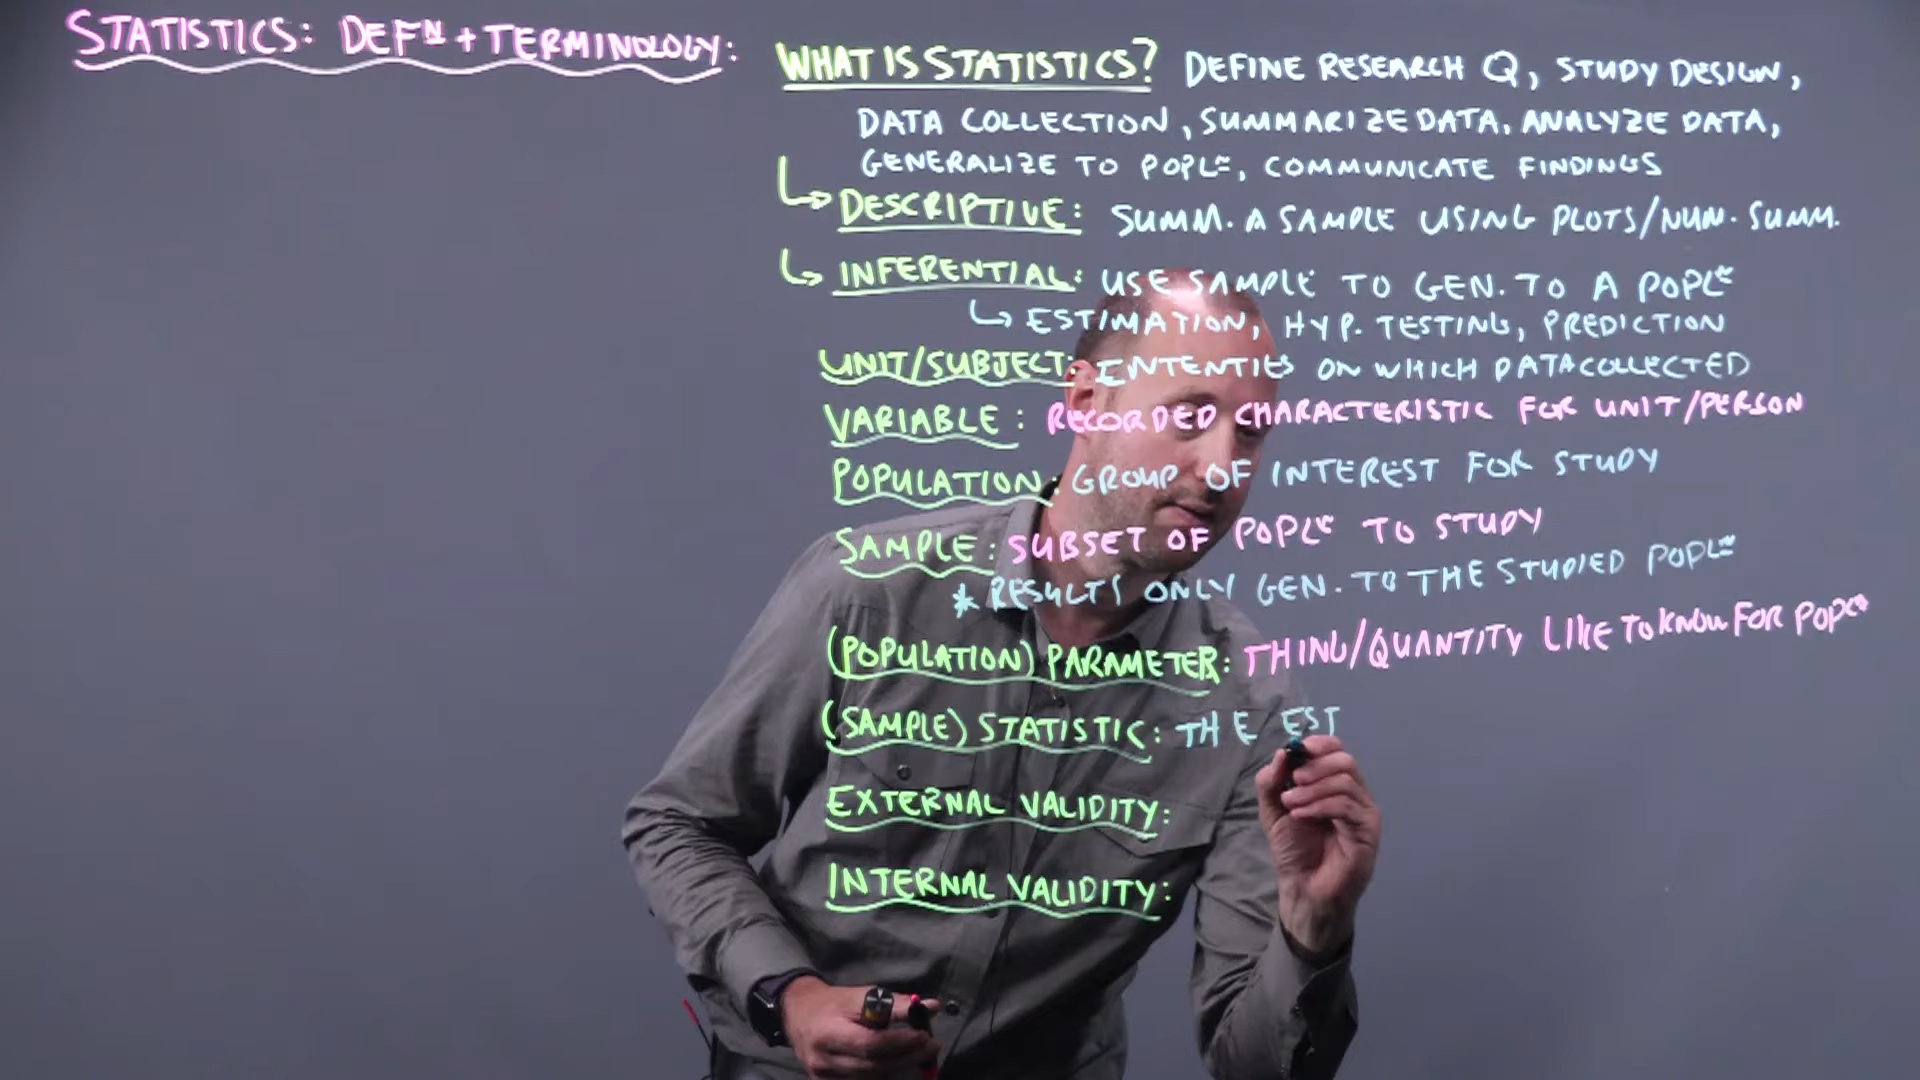 STATISTICS: DEFN + TERMINOLOGY:
WHAT IS STATISTICS? DEFINE RESEARCH Q, STUDY DESIGN,
DATA COLLECTION, SUMMARIZE DATA, ANALYZE DATA,
GENERALIZE TO POPLN, COMMUNICATE FINDINGS
↳ DESCRIPTIVE: SUMM. A SAMPLE USING PLOTS/NUM. SUMM.
↳ INFERENTIAL: USE SAMPLE TO GEN. TO A POPLN
↳ ESTIMATION, HYP. TESTING, PREDICTION
UNIT/SUBJECT: INTENTIES ON WHICH DATA COLLECTED
VARIABLE: RECORDED CHARACTERISTIC FOR UNIT/PERSON
POPULATION: GROUP OF INTEREST FOR STUDY
SAMPLE: SUBSET OF POPLN TO STUDY
* RESULTS ONLY GEN. TO THE STUDIED POPLN
(POPULATION) PARAMETER: THING/QUANTITY LIKE TO KNOW FOR POPLN
(SAMPLE) STATISTIC: THE EST
EXTERNAL VALIDITY:
INTERNAL VALIDITY: